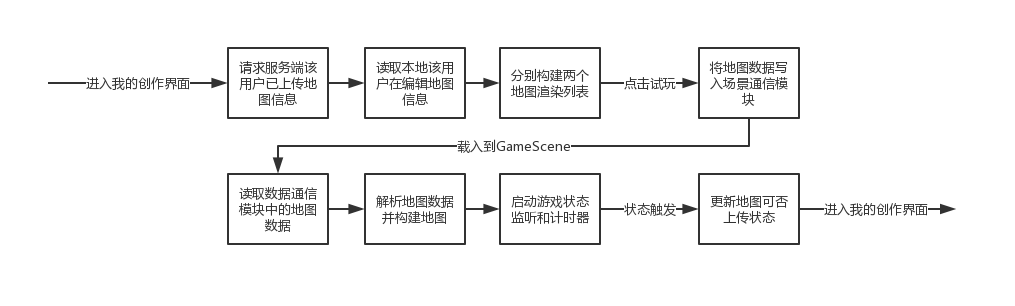 进入我的创作界面
请求服务端该
用户已上传地
图信息
读取本地该用
户在编辑地图
信息
分别构建两个
地图渲染列表
点击试玩
将地图数据写
入场景通信模
块
载入到GameScene
读取数据通信
模块中的地图
数据
解析地图数据
并构建地图
启动游戏状态
监听和计时器
状态触发
更新地图可否
上传状态
进入我的创作界面